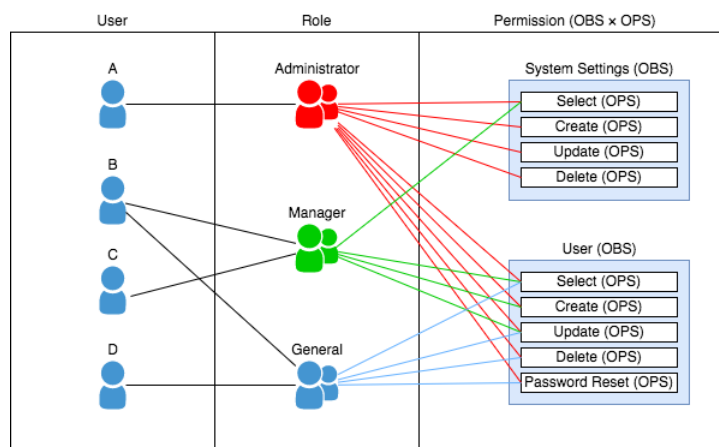 User
Role
Permission (OBS × OPS)
A
Administrator
System Settings (OBS)
Select (OPS)
Create (OPS)
Update (OPS)
Delete (OPS)
B
Manager
C
User (OBS)
Select (OPS)
Create (OPS)
Update (OPS)
Delete (OPS)
Password Reset (OPS)
D
General